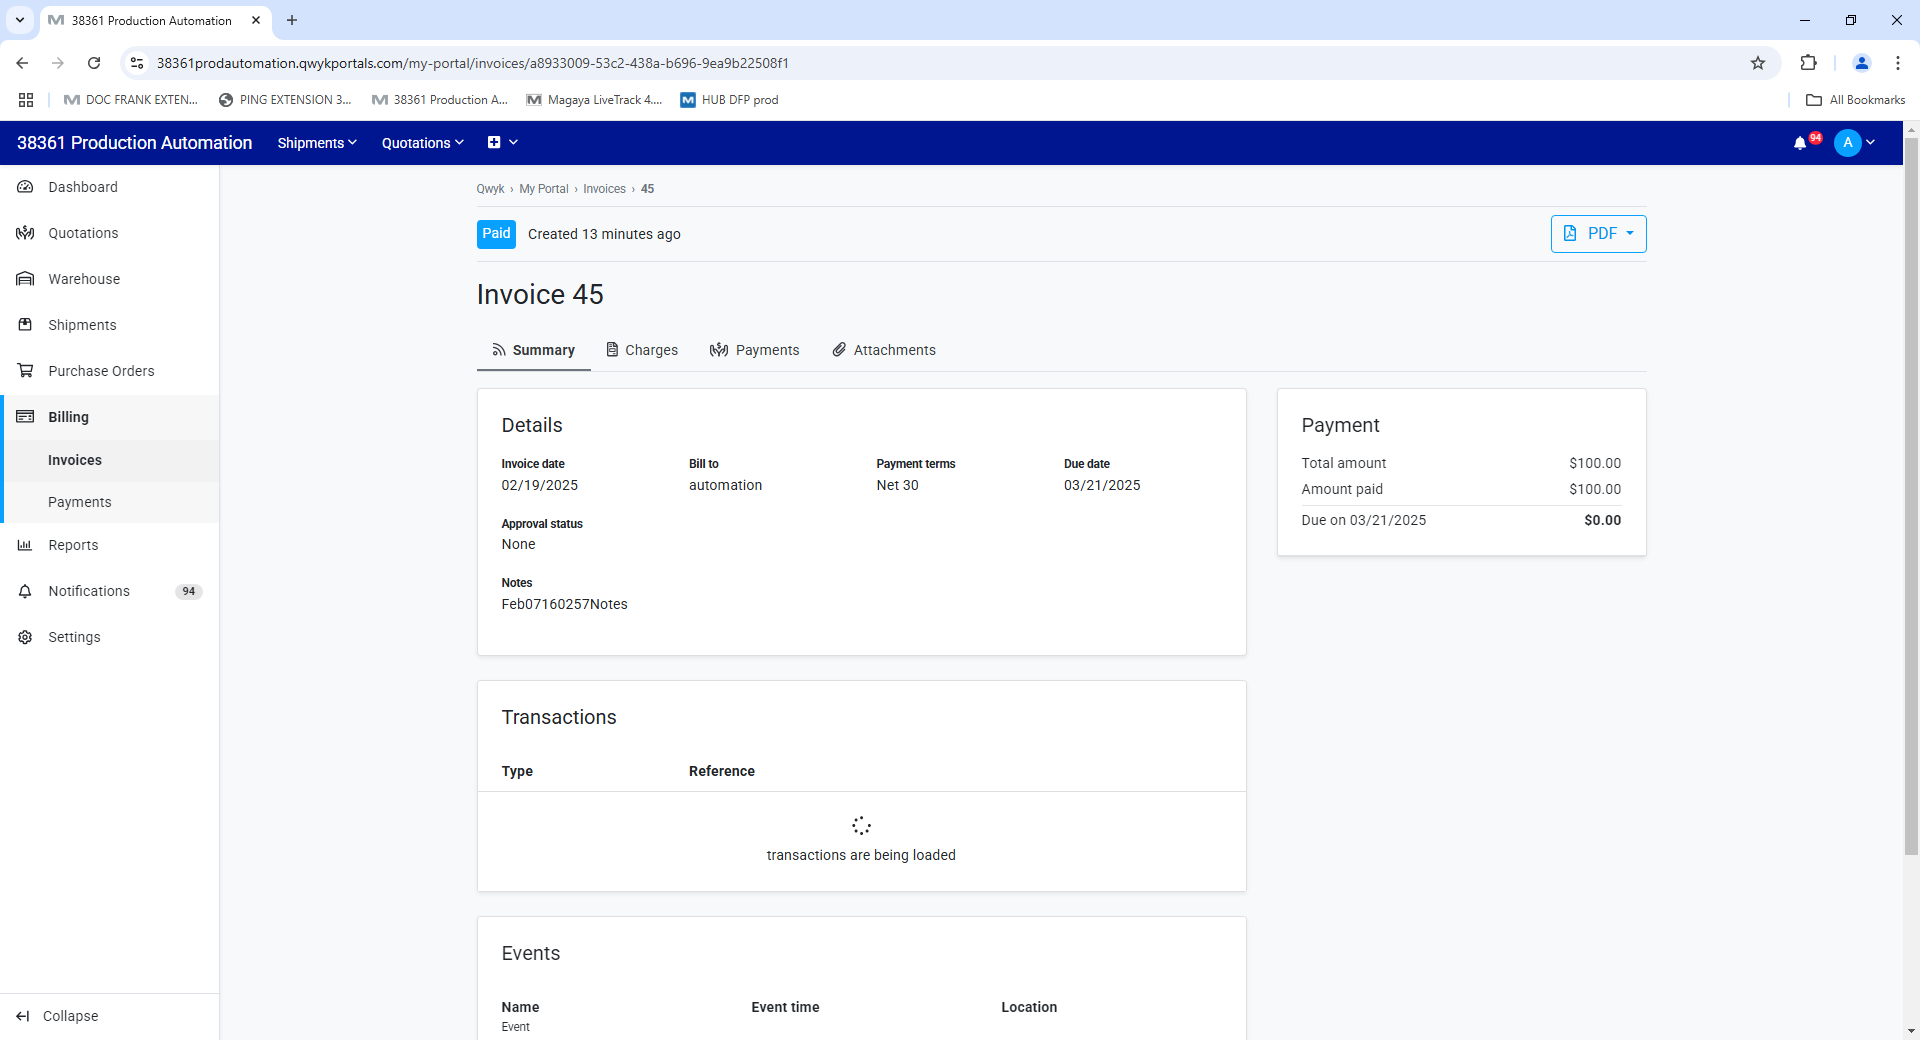 38361 Production Automation
38361prodautomation.qwykportals.com/my-portal/invoices/a8933009-53c2-438a-b696-9ea9b22508f1
DOC FRANK EXTEN...
PING EXTENSION 3...
38361 Production A...
Magaya LiveTrack 4....
HUB DFP prod
All Bookmarks
38361 Production Automation
Shipments
Quotations
94
A
Dashboard
Quotations
Warehouse
Shipments
Purchase Orders
Billing
Invoices
Payments
Reports
Notifications
94
Settings
Collapse
Qwyk › My Portal › Invoices › 45
Paid
Created 13 minutes ago
PDF
Invoice 45
Summary
Charges
Payments
Attachments
Details
Invoice date
02/19/2025
Bill to
automation
Payment terms
Net 30
Due date
03/21/2025
Approval status
None
Notes
Feb07160257Notes
Payment
Total amount
$100.00
Amount paid
$100.00
Due on 03/21/2025
$0.00
Transactions
Type
Reference
transactions are being loaded
Events
Name
Event
Event time
Location